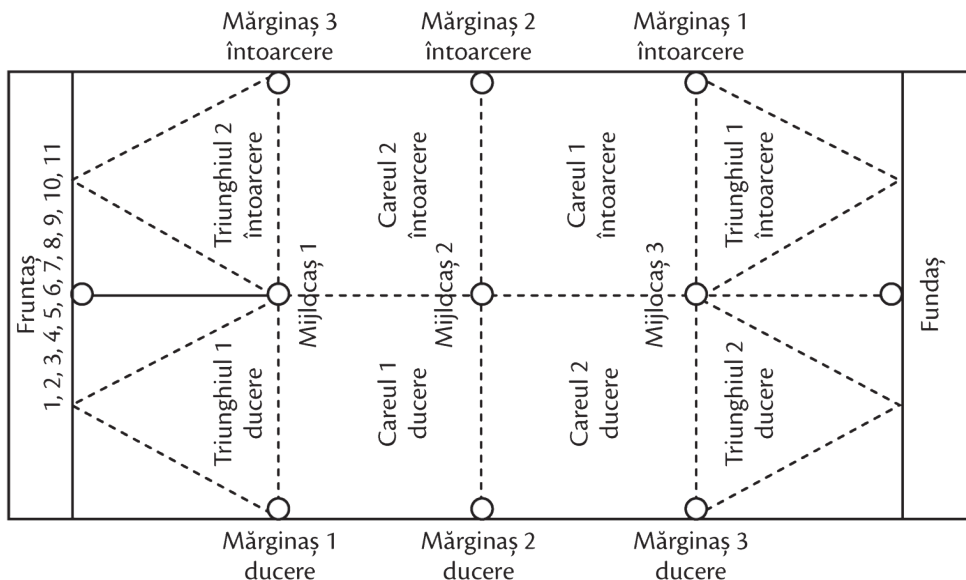 Mărginaș 3
întoarcere
Mărginaș 2
întoarcere
Mărginaș 1
întoarcere
Fruntaș
1, 2, 3, 4, 5, 6, 7, 8, 9, 10, 11
Triunghiul 2
întoarcere
Careul 2
întoarcere
Careul 1
întoarcere
Triunghiul 1
întoarcere
Mijlocaș 1
Mijlocaș 2
Mijlocaș 3
Fundaș
Triunghiul 1
ducere
Careul 1
ducere
Careul 2
ducere
Triunghiul 2
ducere
Mărginaș 1
ducere
Mărginaș 2
ducere
Mărginaș 3
ducere